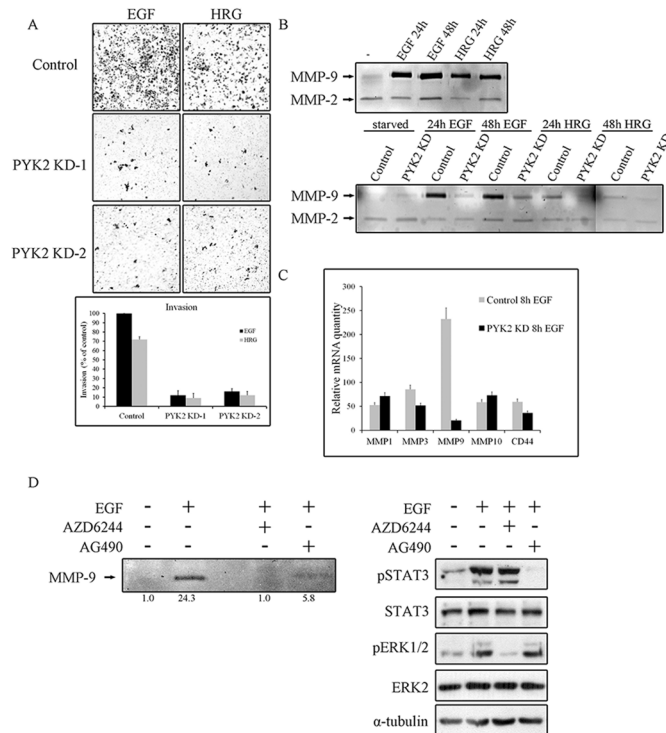 A
EGF HRG
Control
PYK2 KD-1
PYK2 KD-2
Invasion
Invasion (% of control)
100
90
80
70
60
50
40
30
20
10
0
EGF
HRG
Control PYK2 KD-1 PYK2 KD-2
B
- EGF 24h EGF 48h HRG 24h HRG 48h
MMP-9
MMP-2
starved 24h EGF 48h EGF 24h HRG 48h HRG
Control PYK2 KD Control PYK2 KD Control PYK2 KD Control PYK2 KD Control PYK2 KD
MMP-9
MMP-2
C
Relative mRNA quantity
300
250
200
150
100
50
0
Control 8h EGF
PYK2 KD 8h EGF
MMP1 MMP3 MMP9 MMP10 CD44
D
EGF - + + +
AZD6244 - - + -
AG490 - - - +
MMP-9
1.0 24.3 1.0 5.8
EGF - + + +
AZD6244 - - + -
AG490 - - - +
pSTAT3
STAT3
pERK1/2
ERK2
α-tubulin